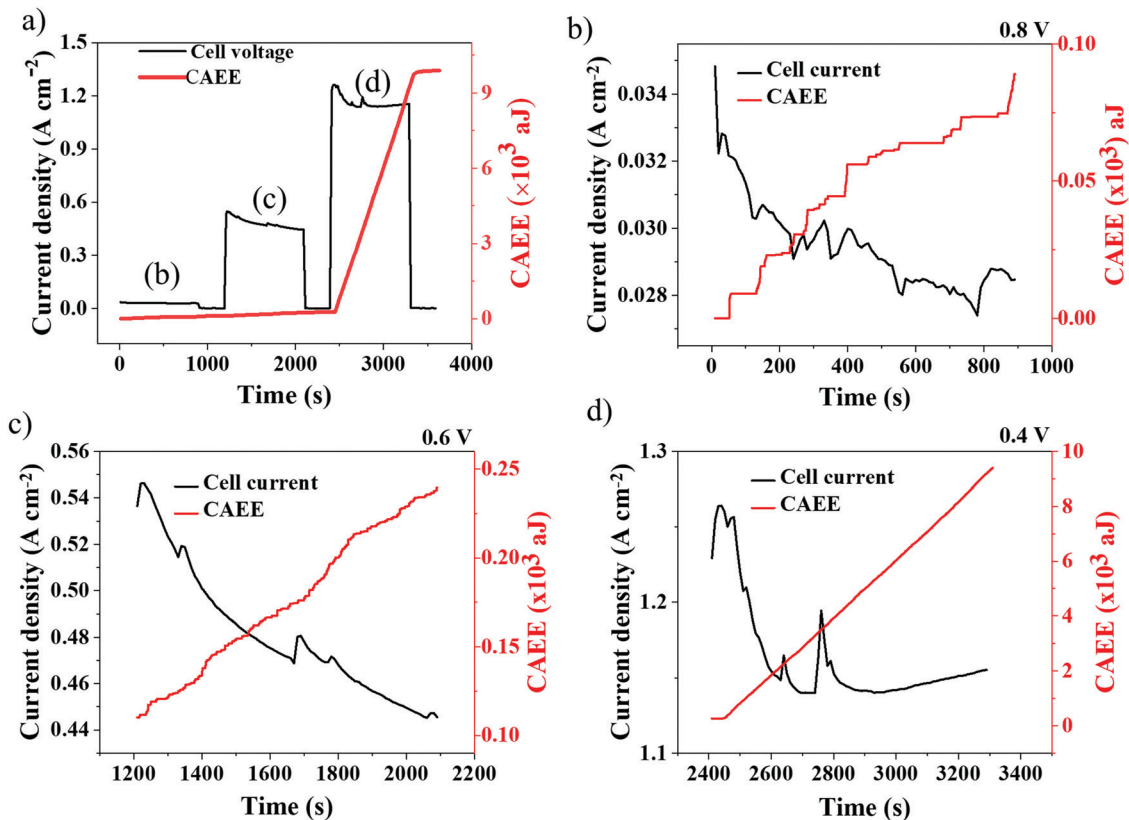 a)
Cell voltage
CAEE
(b)
(c)
(d)
1.5
1.2
0.9
0.6
0.3
0.0
Current density (A cm⁻²)
9
6
3
0
CAEE (×10³ aJ)
0 1000 2000 3000 4000
Time (s)
b)
0.8 V
Cell current
CAEE
0.034
0.032
0.030
0.028
Current density (A cm⁻²)
0.10
0.05
0.00
CAEE (x10³) aJ
0 200 400 600 800 1000
Time (s)
c)
0.6 V
Cell current
CAEE
0.56
0.54
0.52
0.50
0.48
0.46
0.44
Current density (A cm⁻²)
0.25
0.20
0.15
0.10
CAEE (x10³ aJ)
1200 1400 1600 1800 2000 2200
Time (s)
d)
0.4 V
Cell current
CAEE
1.3
1.2
1.1
Current density (A cm⁻²)
10
8
6
4
2
0
CAEE (x10³ aJ)
2400 2600 2800 3000 3200 3400
Time (s)